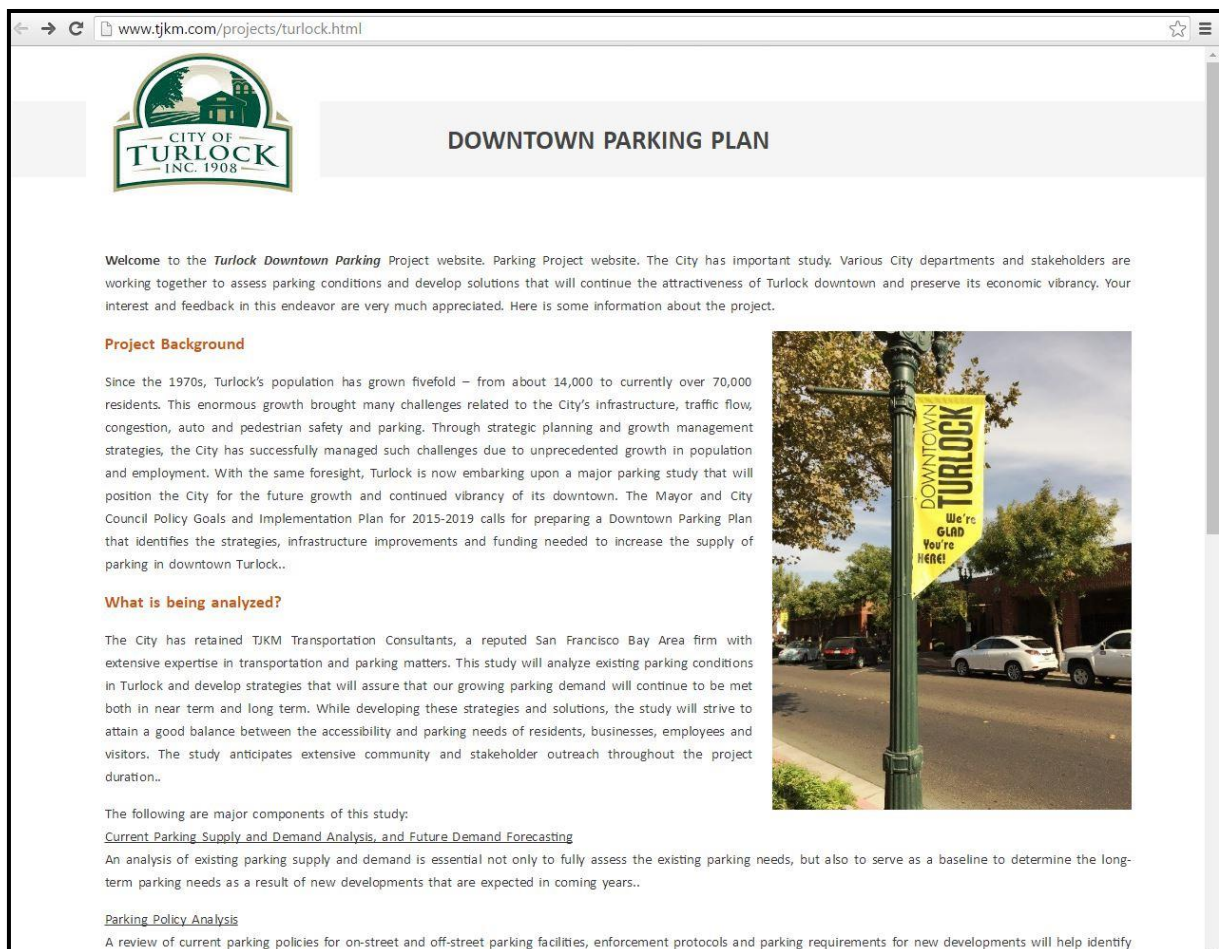 www.tjkm.com/projects/turlock.html
CITY OF
TURLOCK
INC. 1908
DOWNTOWN PARKING PLAN
Welcome to the Turlock Downtown Parking Project website. Parking Project website. The City has important study. Various City departments and stakeholders are
working together to assess parking conditions and develop solutions that will continue the attractiveness of Turlock downtown and preserve its economic vibrancy. Your
interest and feedback in this endeavor are very much appreciated. Here is some information about the project.
Project Background
Since the 1970s, Turlock's population has grown fivefold – from about 14,000 to currently over 70,000
residents. This enormous growth brought many challenges related to the City's infrastructure, traffic flow,
congestion, auto and pedestrian safety and parking. Through strategic planning and growth management
strategies, the City has successfully managed such challenges due to unprecedented growth in population
and employment. With the same foresight, Turlock is now embarking upon a major parking study that will
position the City for the future growth and continued vibrancy of its downtown. The Mayor and City
Council Policy Goals and Implementation Plan for 2015-2019 calls for preparing a Downtown Parking Plan
that identifies the strategies, infrastructure improvements and funding needed to increase the supply of
parking in downtown Turlock..
DOWNTOWN
TURLOCK
We're
GLAD
You're
HERE!
What is being analyzed?
The City has retained TJKM Transportation Consultants, a reputed San Francisco Bay Area firm with
extensive expertise in transportation and parking matters. This study will analyze existing parking conditions
in Turlock and develop strategies that will assure that our growing parking demand will continue to be met
both in near term and long term. While developing these strategies and solutions, the study will strive to
attain a good balance between the accessibility and parking needs of residents, businesses, employees and
visitors. The study anticipates extensive community and stakeholder outreach throughout the project
duration..
The following are major components of this study:
Current Parking Supply and Demand Analysis, and Future Demand Forecasting
An analysis of existing parking supply and demand is essential not only to fully assess the existing parking needs, but also to serve as a baseline to determine the long-
term parking needs as a result of new developments that are expected in coming years..
Parking Policy Analysis
A review of current parking policies for on-street and off-street parking facilities, enforcement protocols and parking requirements for new developments will help identify